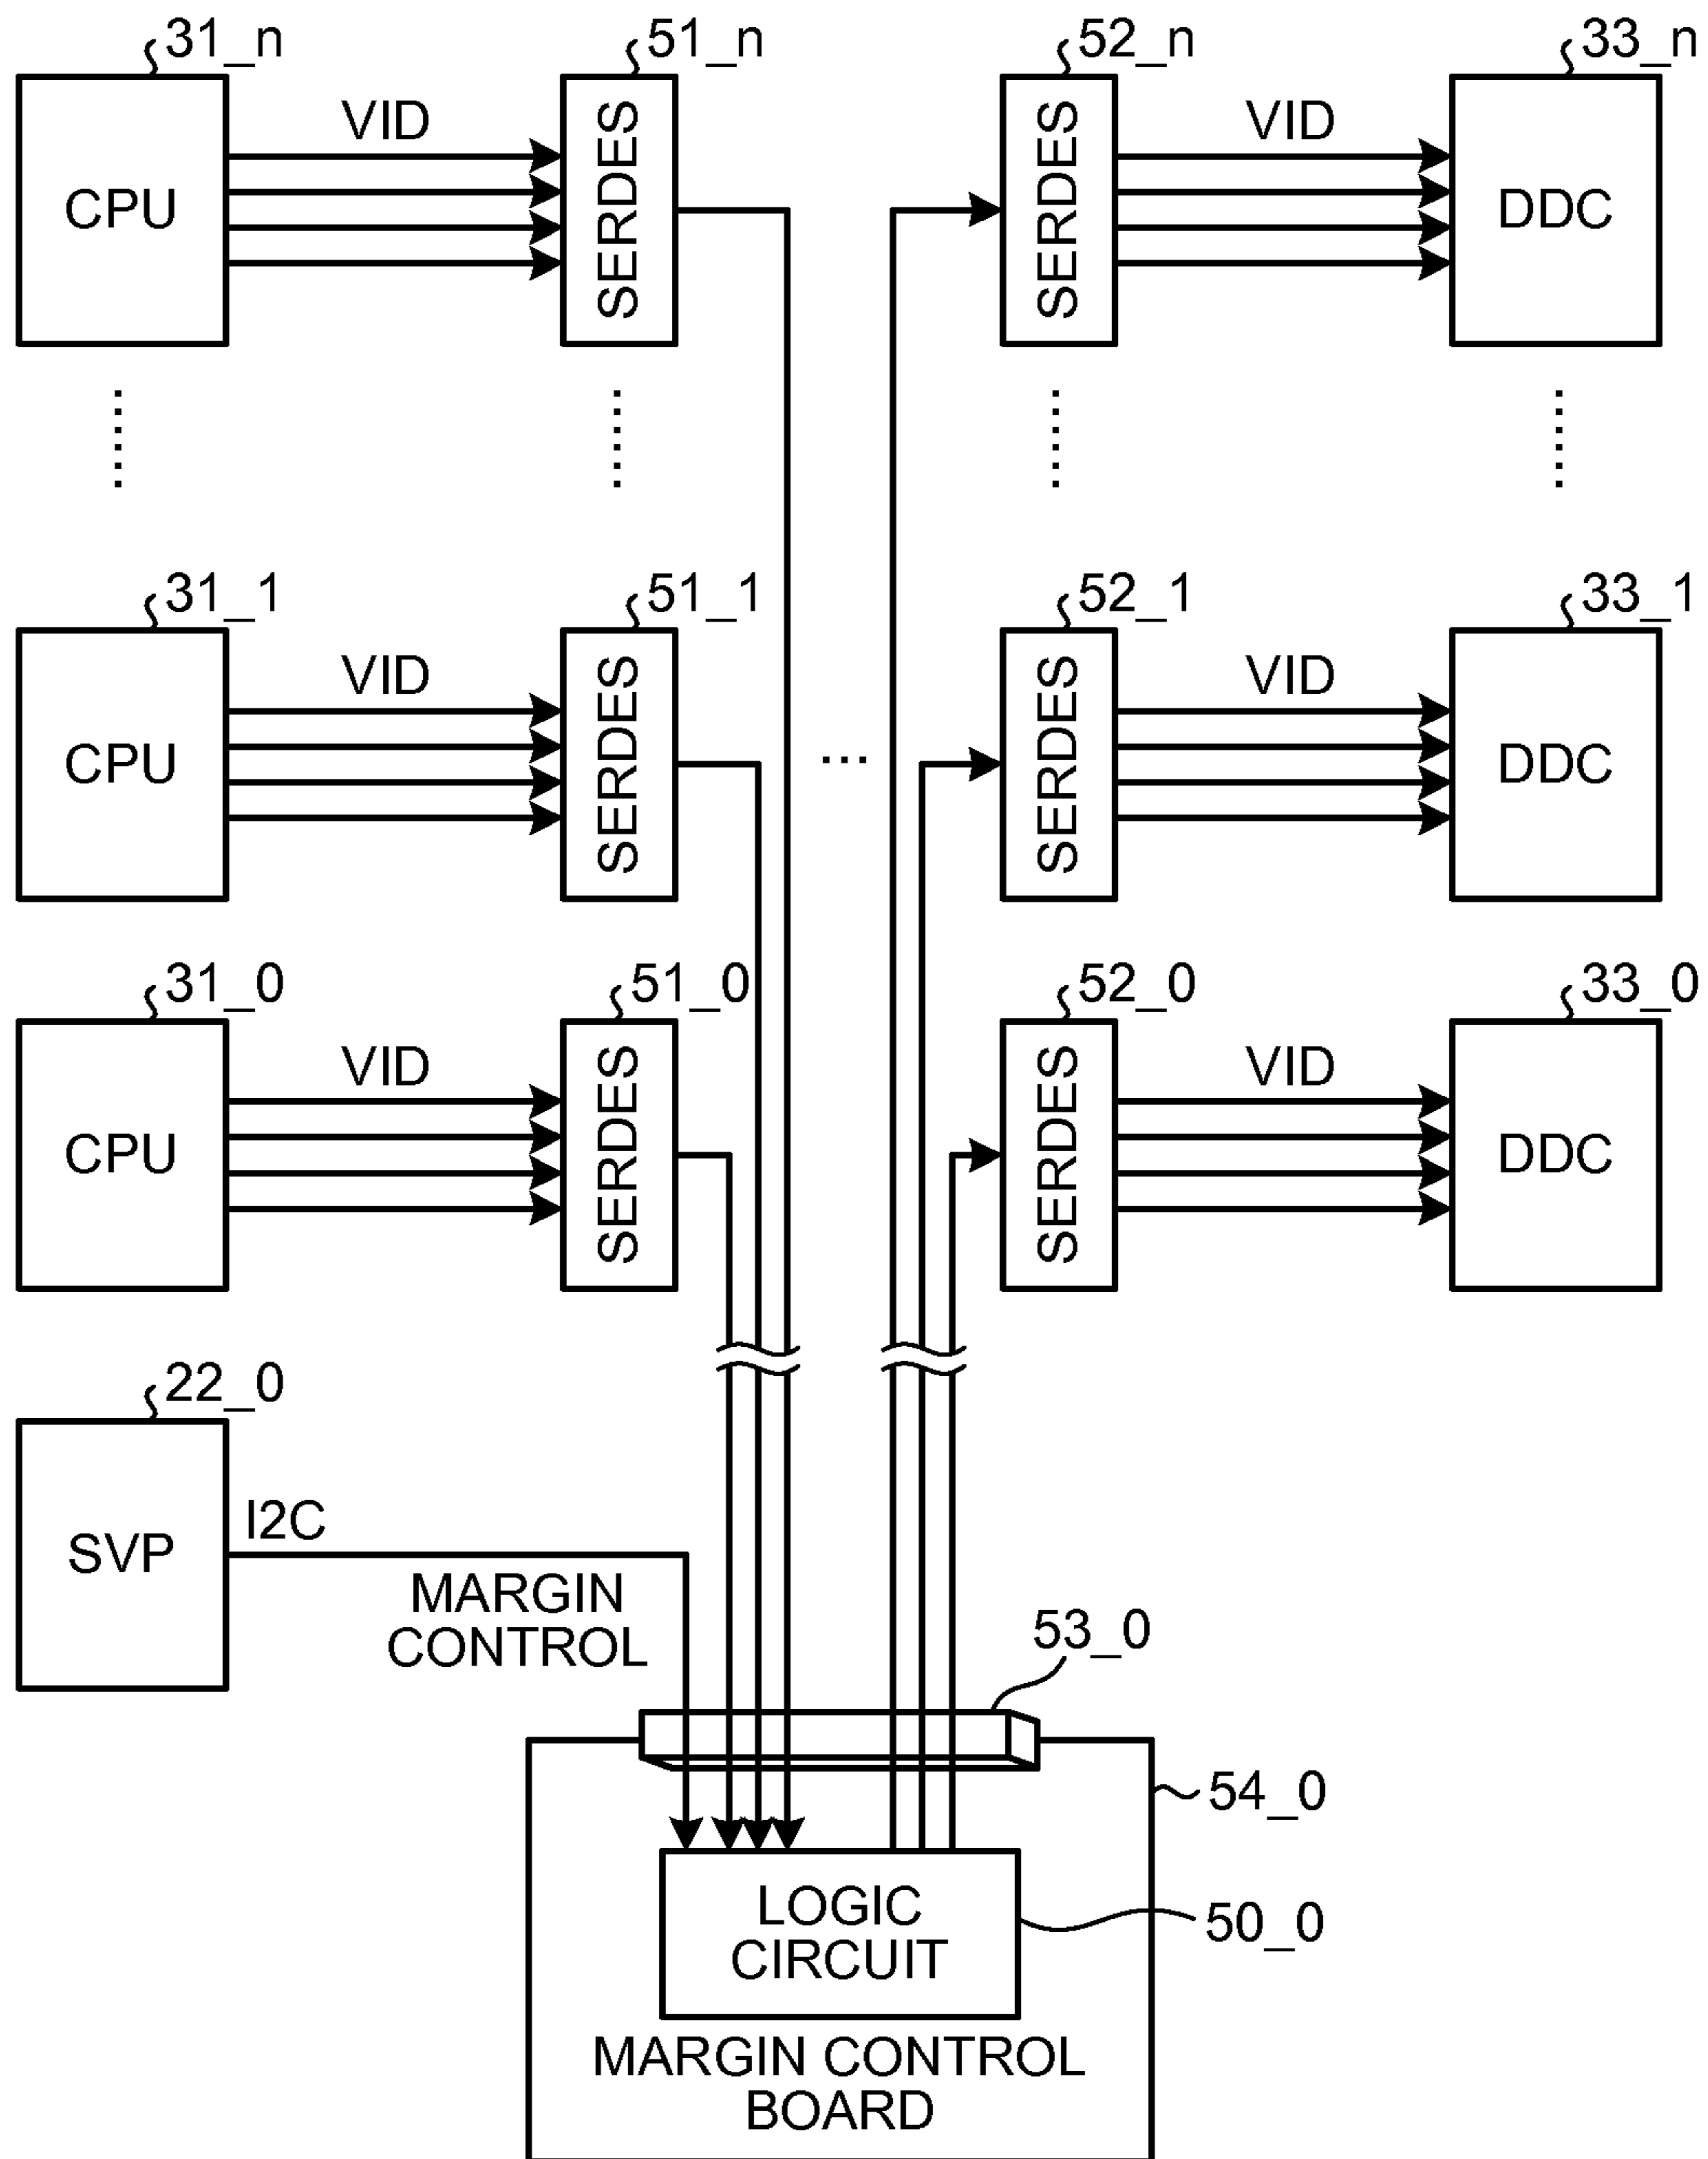 31_n 51_n 52_n 33_n
VID VID
CPU SERDES SERDES DDC
31_1 51_1 52_1 33_1
VID VID
CPU SERDES ... SERDES DDC
31_0 51_0 52_0 33_0
VID VID
CPU SERDES SERDES DDC
22_0
I2C
SVP
MARGIN
CONTROL
53_0
54_0
LOGIC
CIRCUIT
50_0
MARGIN CONTROL
BOARD